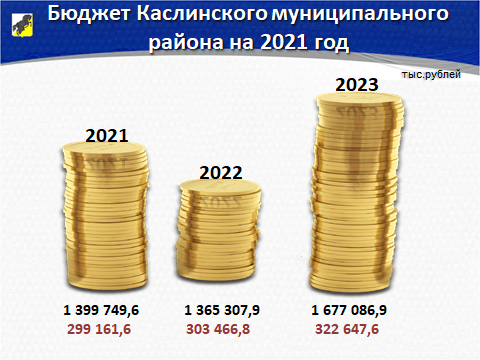 Бюджет Каслинского муниципального
района на 2021 год
тыс.рублей
2021
2022
2023
1 399 749,6
1 365 307,9
1 677 086,9
299 161,6
303 466,8
322 647,6